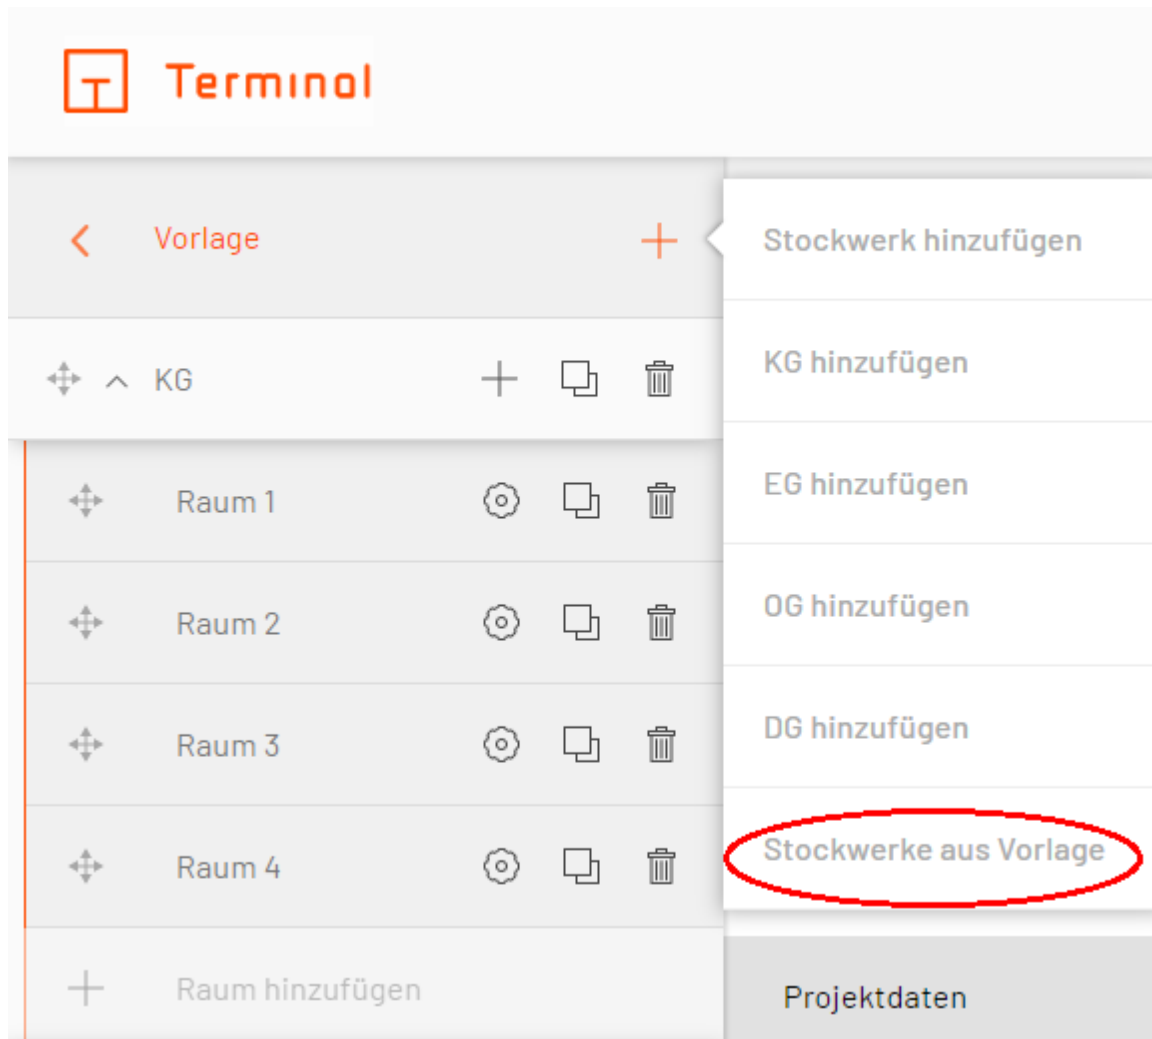 Terminal
Vorlage
Stockwerk hinzufügen
KG
KG hinzufügen
Raum 1
EG hinzufügen
Raum 2
OG hinzufügen
Raum 3
DG hinzufügen
Raum 4
Stockwerke aus Vorlage
Raum hinzufügen
Projektdaten